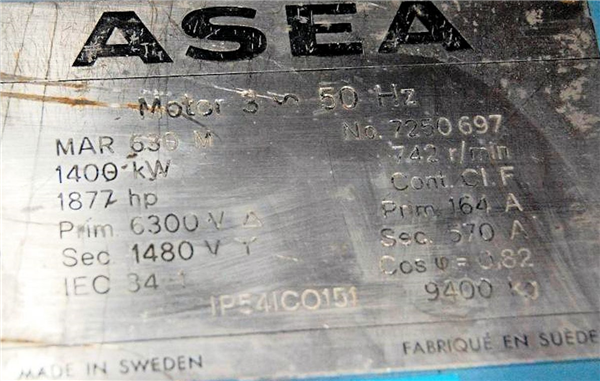 ASEA
Motor 3 ~ 50 Hz
MAR 630 M No. 7250 697
1400 kW 742 r/min
1877 hp Cont. Cl. F
Prim. 6300 V Δ Prim. 164 A
Sec. 1480 V Y Sec. 570 A
IEC 34-1 Cos φ = 0,82
IP54IC0151 9400 kg
MADE IN SWEDEN FABRIQUÉ EN SUÈDE